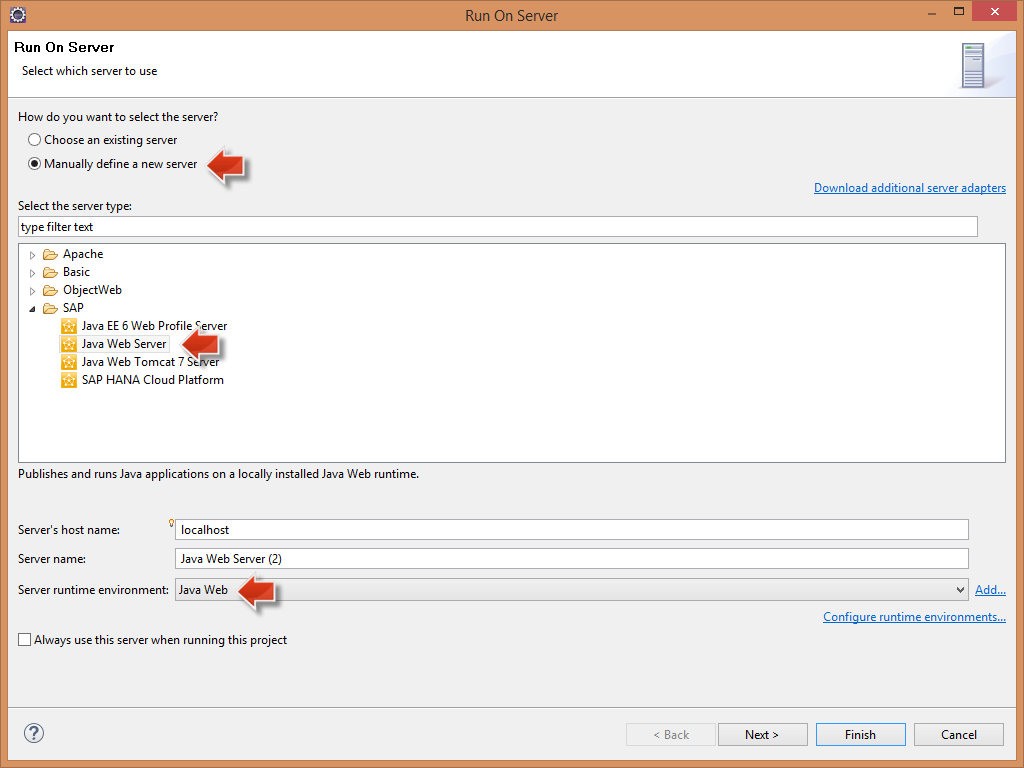 Run On Server
Run On Server
Select which server to use
How do you want to select the server?
Choose an existing server
Manually define a new server
Download additional server adapters
Select the server type:
type filter text
Apache
Basic
ObjectWeb
SAP
Java EE 6 Web Profile Server
Java Web Server
Java Web Tomcat 7 Server
SAP HANA Cloud Platform
Publishes and runs Java applications on a locally installed Java Web runtime.
Server's host name: localhost
Server name: Java Web Server (2)
Server runtime environment: Java Web Add...
Configure runtime environments...
Always use this server when running this project
? < Back Next > Finish Cancel